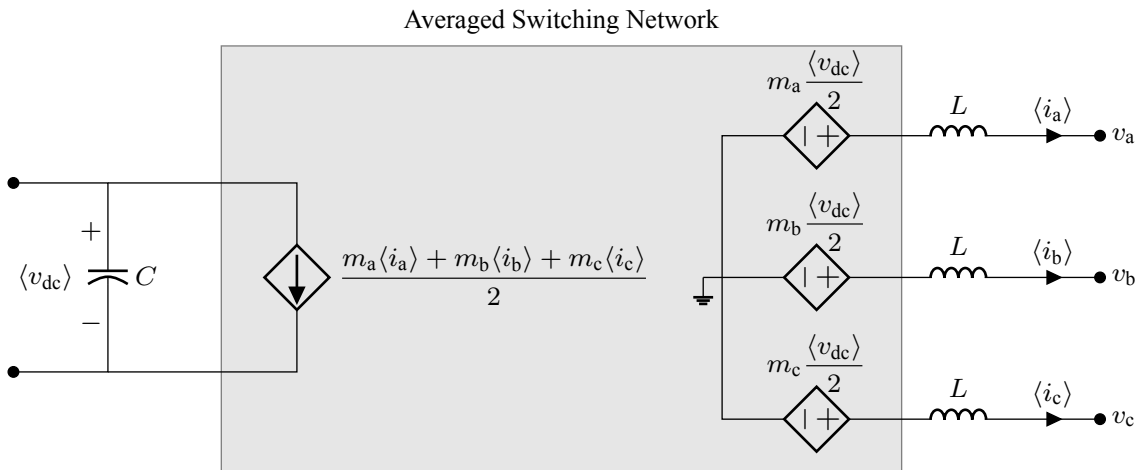 Averaged Switching Network
m_a ⟨v_dc⟩/2
L
⟨i_a⟩
v_a
+
⟨v_dc⟩
C
−
(m_a⟨i_a⟩ + m_b⟨i_b⟩ + m_c⟨i_c⟩)/2
m_b ⟨v_dc⟩/2
L
⟨i_b⟩
v_b
m_c ⟨v_dc⟩/2
L
⟨i_c⟩
v_c